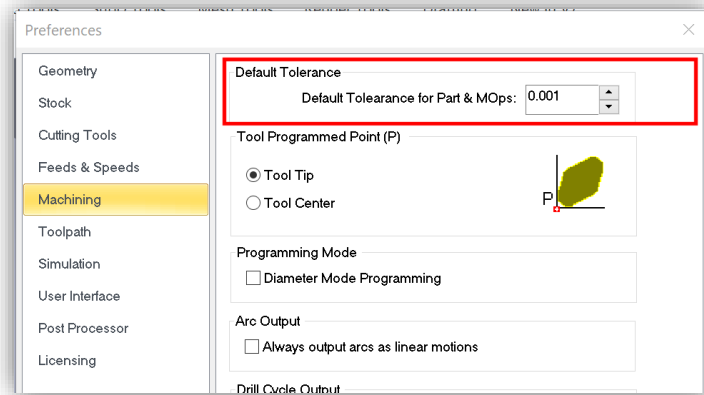 Preferences
Geometry
Stock
Cutting Tools
Feeds & Speeds
Machining
Toolpath
Simulation
User Interface
Post Processor
Licensing
Default Tolerance
Default Tolearance for Part & MOps: 0.001
Tool Programmed Point (P)
Tool Tip
Tool Center
P
Programming Mode
Diameter Mode Programming
Arc Output
Always output arcs as linear motions
Drill Cycle Output